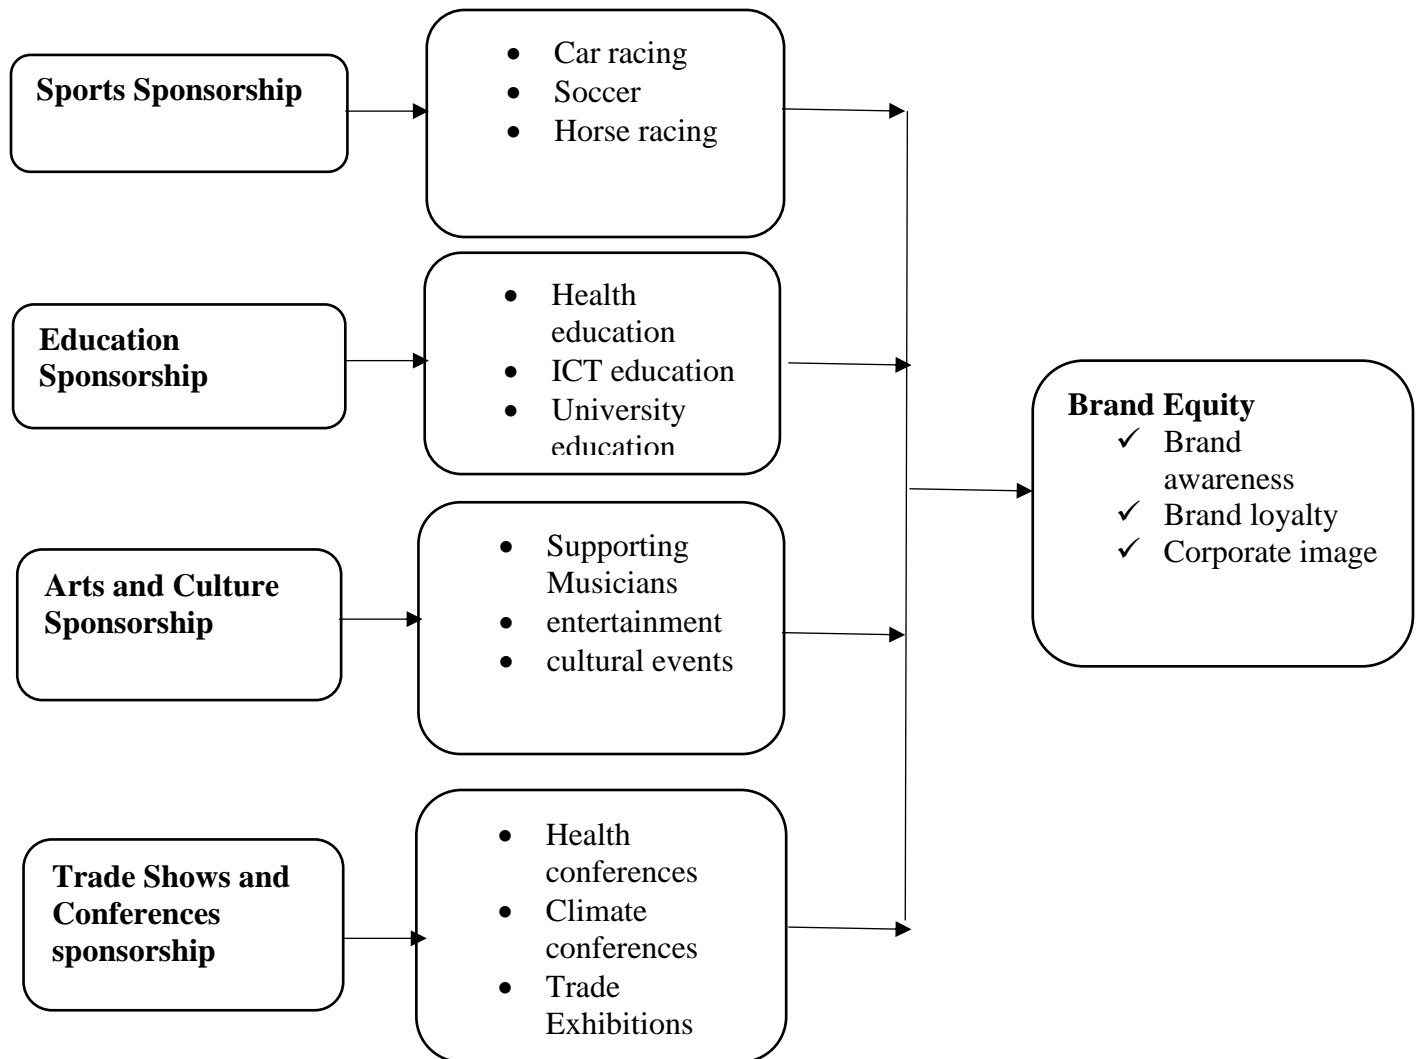 Sports Sponsorship
• Car racing
• Soccer
• Horse racing
Education
Sponsorship
• Health
education
• ICT education
• University
education
Arts and Culture
Sponsorship
• Supporting
Musicians
• entertainment
• cultural events
Trade Shows and
Conferences
sponsorship
• Health
conferences
• Climate
conferences
• Trade
Exhibitions
Brand Equity
✓ Brand
awareness
✓ Brand loyalty
✓ Corporate image